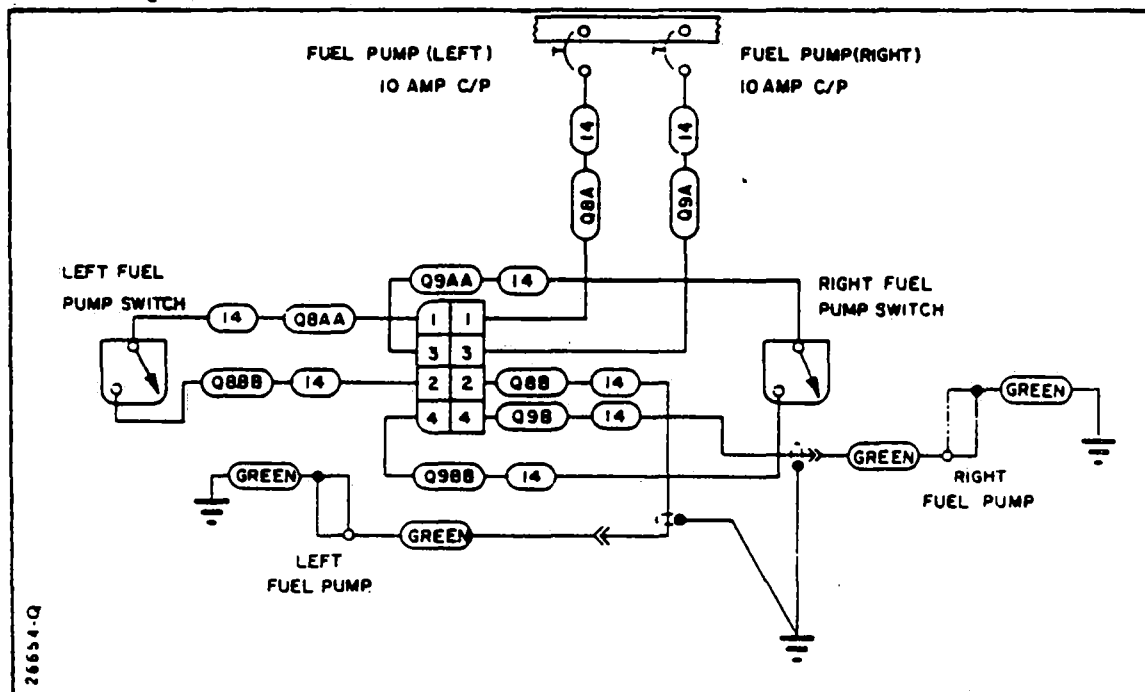 FUEL PUMP (LEFT)
10 AMP C/P
FUEL PUMP(RIGHT)
10 AMP C/P
14
14
Q8A
Q9A
LEFT FUEL
PUMP SWITCH
Q9AA
14
RIGHT FUEL
PUMP SWITCH
14
Q8AA
1
1
3
3
Q8BB
14
2
2
Q8B
14
4
4
Q9B
14
GREEN
GREEN
RIGHT
FUEL PUMP
Q9BB
14
GREEN
GREEN
LEFT
FUEL PUMP
26654-Q